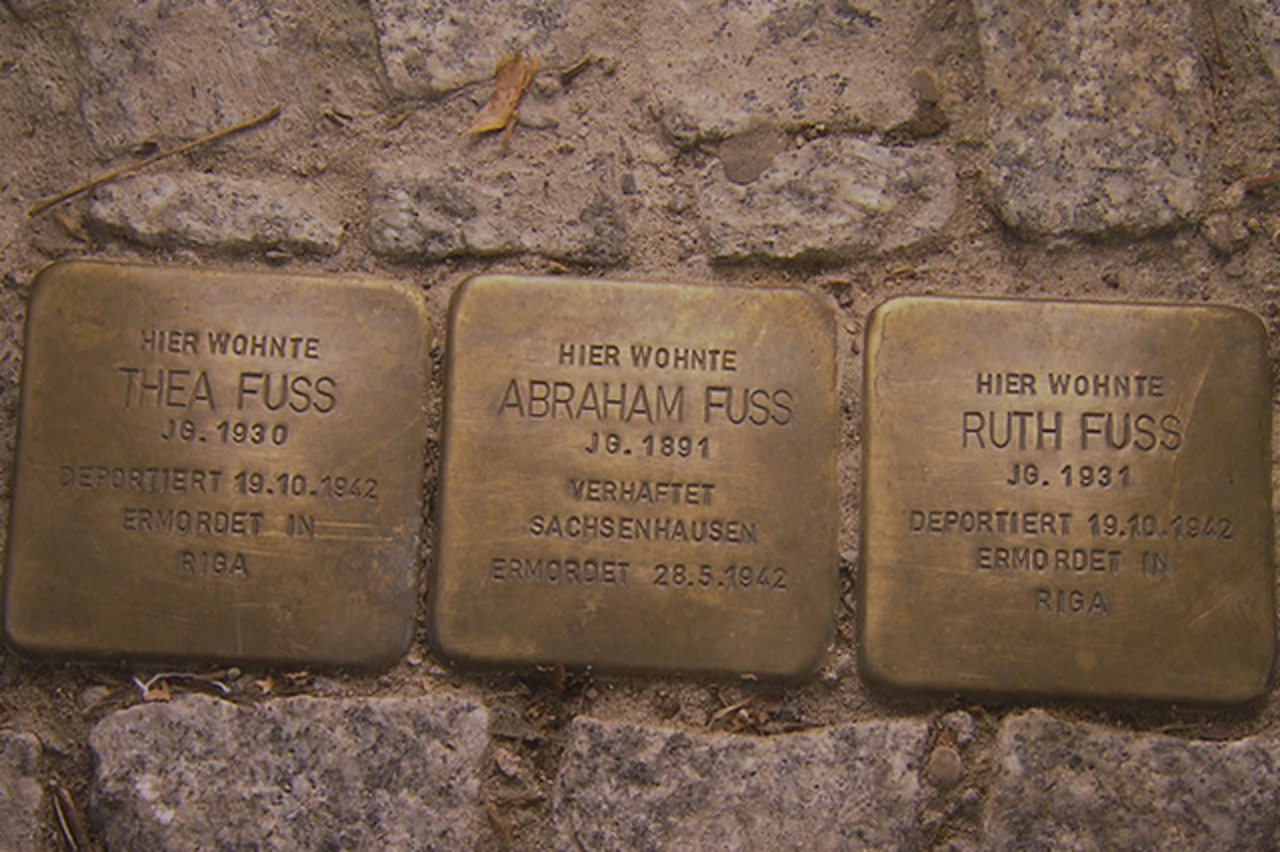 HIER WOHNTE
THEA FUSS
JG. 1930
DEPORTIERT 19.10.1942
ERMORDET IN
RIGA
HIER WOHNTE
ABRAHAM FUSS
JG. 1891
VERHAFTET
SACHSENHAUSEN
ERMORDET 28.5.1942
HIER WOHNTE
RUTH FUSS
JG. 1931
DEPORTIERT 19.10.1942
ERMORDET IN
RIGA